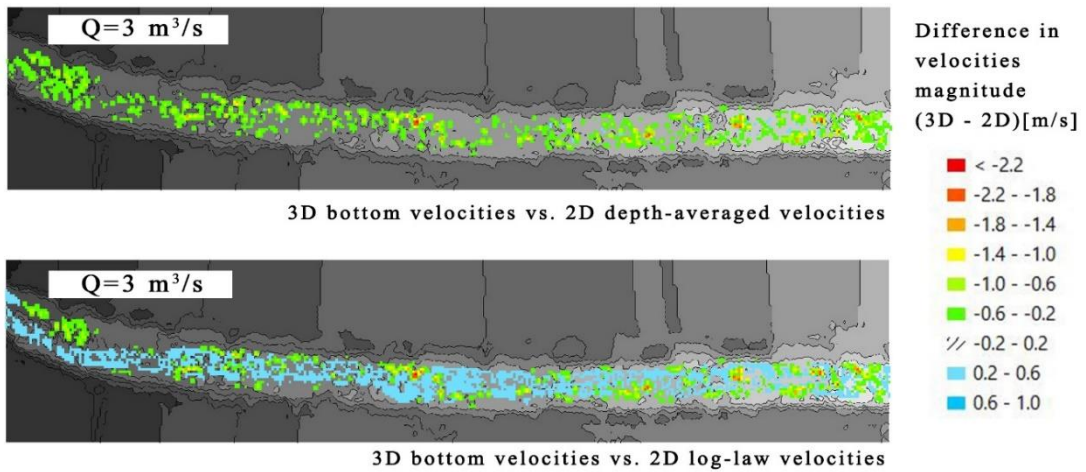 Q=3 m³/s
3D bottom velocities vs. 2D depth-averaged velocities
Q=3 m³/s
3D bottom velocities vs. 2D log-law velocities
Difference in
velocities
magnitude
(3D - 2D)[m/s]
< -2.2
-2.2 - -1.8
-1.8 - -1.4
-1.4 - -1.0
-1.0 - -0.6
-0.6 - -0.2
-0.2 - 0.2
0.2 - 0.6
0.6 - 1.0